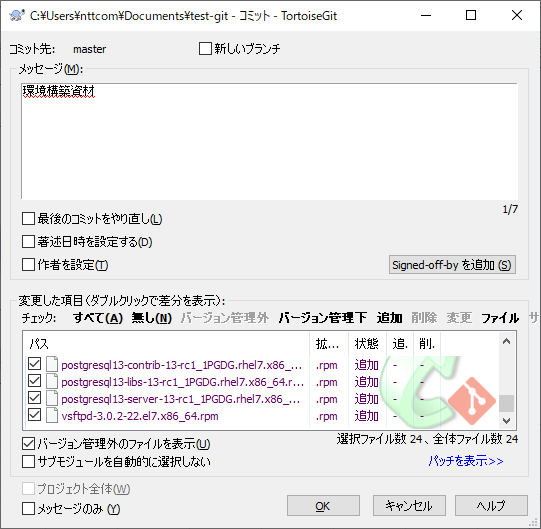 C:¥Users¥nttcom¥Documents¥test-git - コミット - TortoiseGit
コミット先: master 新しいブランチ
メッセージ(M):
環境構築資材
1/7
最後のコミットをやり直し(L)
著述日時を設定する(D)
作者を設定(T)
Signed-off-by を追加 (S)
変更した項目(ダブルクリックで差分を表示):
チェック: すべて(A) 無し(N) バージョン管理外 バージョン管理下 追加 削除 変更 ファイル サ
パス 拡... 状態 追. 削.
postgresql13-contrib-13-rc1_1PGDG.rhel7.x86_... .rpm 追加 - -
postgresql13-libs-13-rc1_1PGDG.rhel7.x86_64.r... .rpm 追加 - -
postgresql13-server-13-rc1_1PGDG.rhel7.x86_... .rpm 追加 - -
vsftpd-3.0.2-22.el7.x86_64.rpm .rpm 追加 - -
バージョン管理外のファイルを表示(U) 選択ファイル数 24 、全体ファイル数 24
サブモジュールを自動的に選択しない パッチを表示>>
プロジェクト全体(W)
メッセージのみ (Y) OK キャンセル ヘルプ